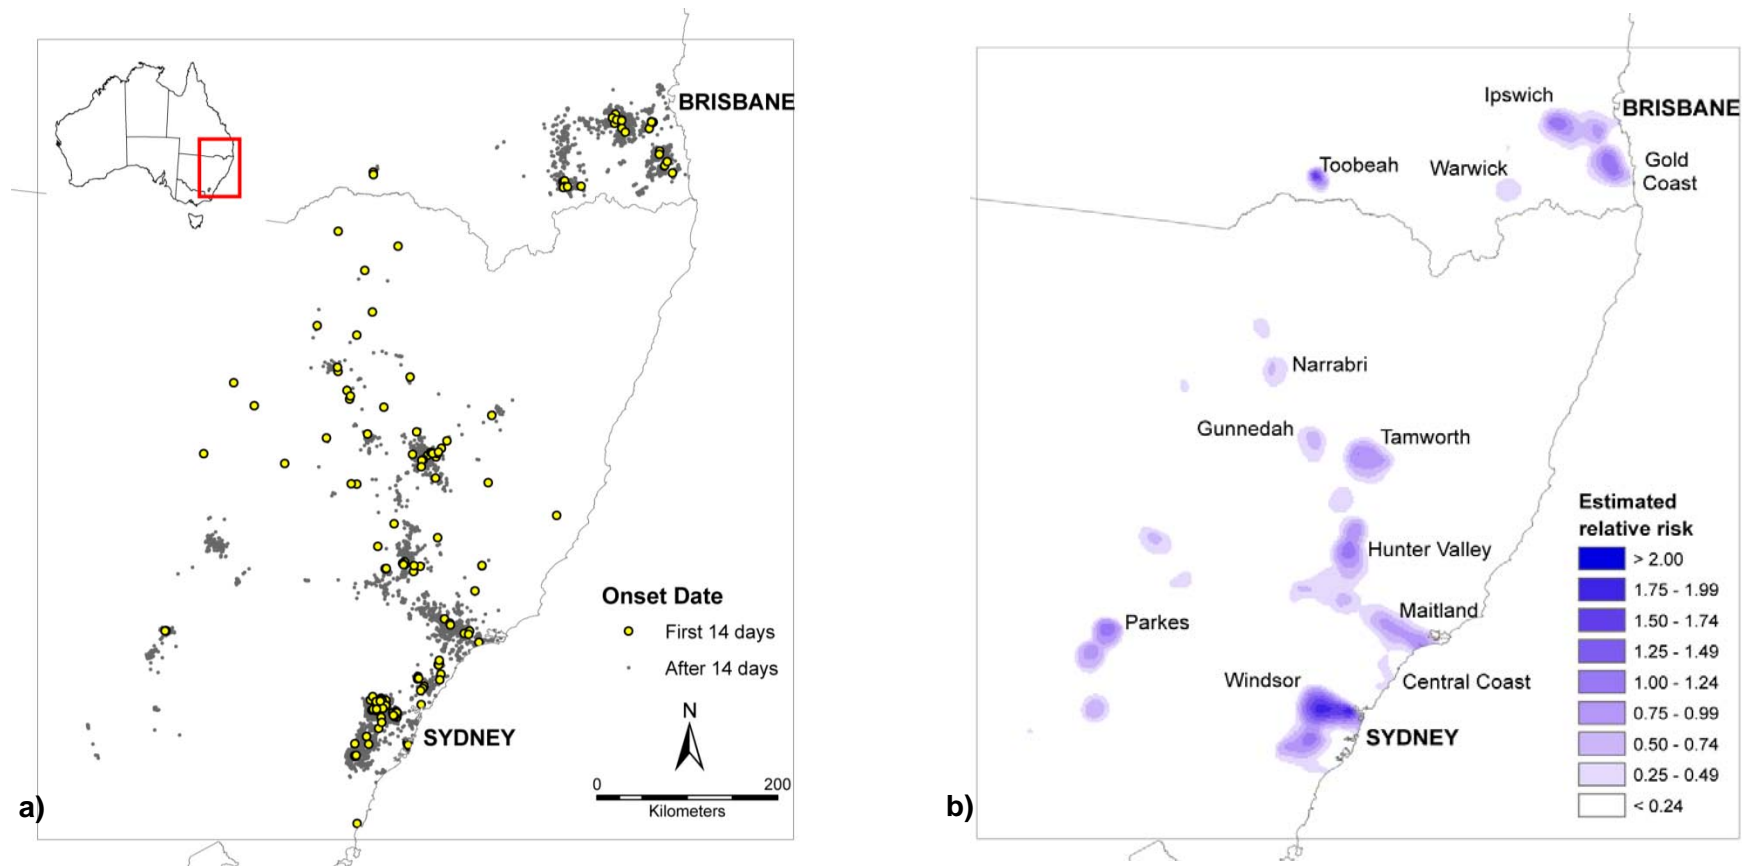 BRISBANE
Onset Date
First 14 days
After 14 days
N
SYDNEY
0
200
Kilometers
a)
Ipswich
BRISBANE
Toobeah
Warwick
Gold
Coast
Narrabri
Gunnedah
Tamworth
Estimated
relative risk
> 2.00
1.75 - 1.99
1.50 - 1.74
1.25 - 1.49
1.00 - 1.24
0.75 - 0.99
0.50 - 0.74
0.25 - 0.49
< 0.24
Hunter Valley
Maitland
Parkes
Windsor
Central Coast
SYDNEY
b)